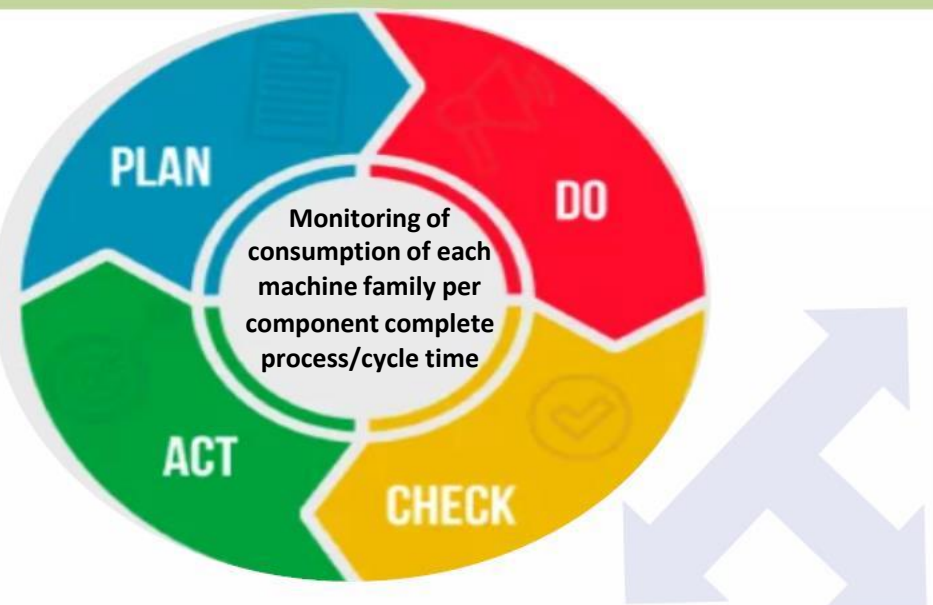 PLAN
DO
Monitoring of
consumption of each
machine family per
component complete
process/cycle time
ACT
CHECK